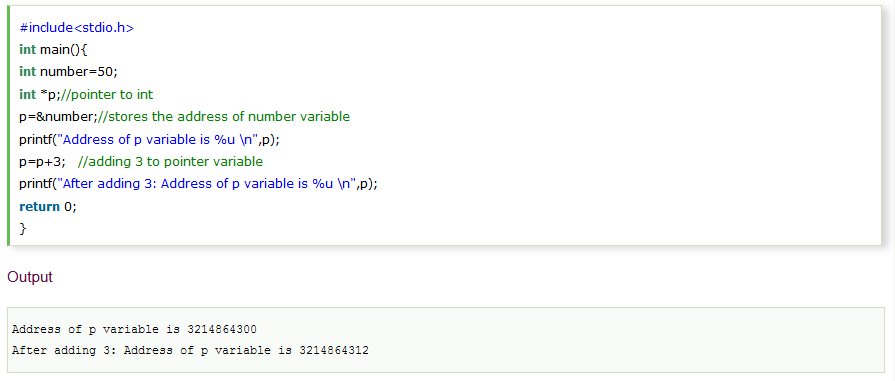 #include<stdio.h>
int main(){
int number=50;
int *p;//pointer to int
p=&number;//stores the address of number variable
printf("Address of p variable is %u \n",p);
p=p+3;   //adding 3 to pointer variable
printf("After adding 3: Address of p variable is %u \n",p);
return 0;
}
Output
Address of p variable is 3214864300
After adding 3: Address of p variable is 3214864312